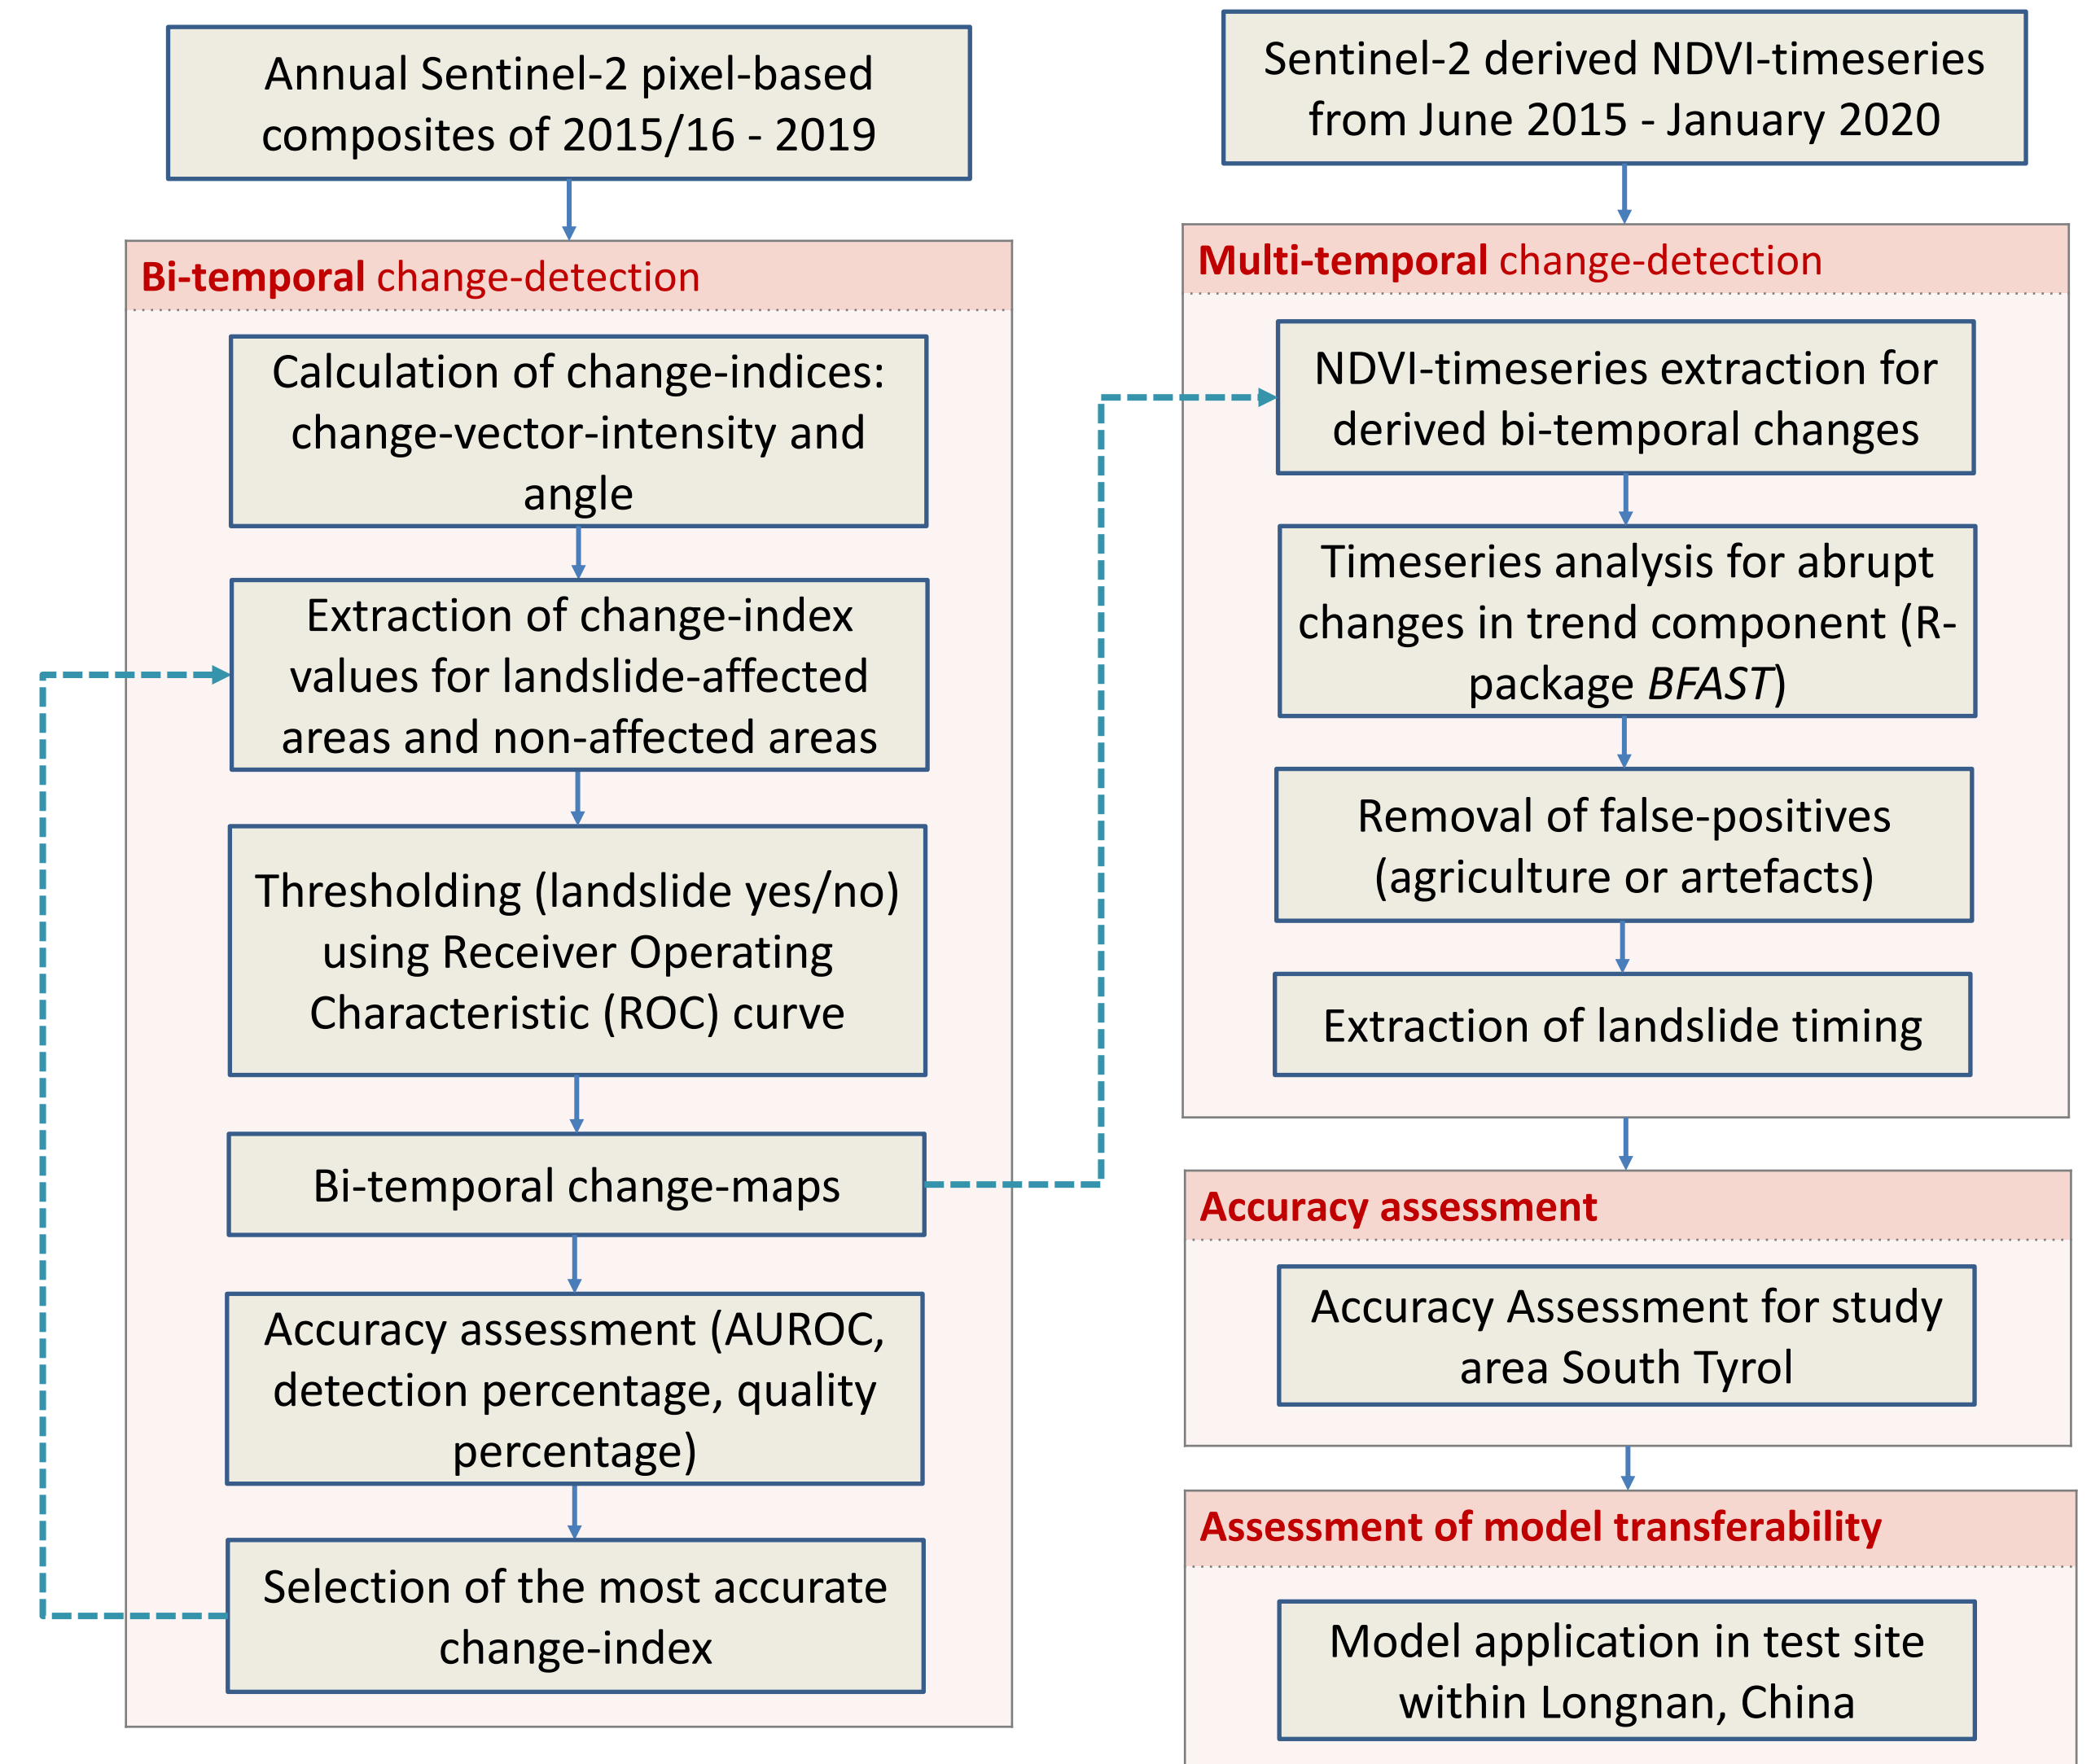 Annual Sentinel-2 pixel-based
composites of 2015/16 - 2019
Bi-temporal change-detection
Calculation of change-indices:
change-vector-intensity and
angle
Extraction of change-index
values for landslide-affected
areas and non-affected areas
Thresholding (landslide yes/no)
using Receiver Operating
Characteristic (ROC) curve
Bi-temporal change-maps
Accuracy assessment (AUROC,
detection percentage, quality
percentage)
Selection of the most accurate
change-index
Sentinel-2 derived NDVI-timeseries
from June 2015 - January 2020
Multi-temporal change-detection
NDVI-timeseries extraction for
derived bi-temporal changes
Timeseries analysis for abrupt
changes in trend component (R-
package BFAST)
Removal of false-positives
(agriculture or artefacts)
Extraction of landslide timing
Accuracy assessment
Accuracy Assessment for study
area South Tyrol
Assessment of model transferability
Model application in test site
within Longnan, China